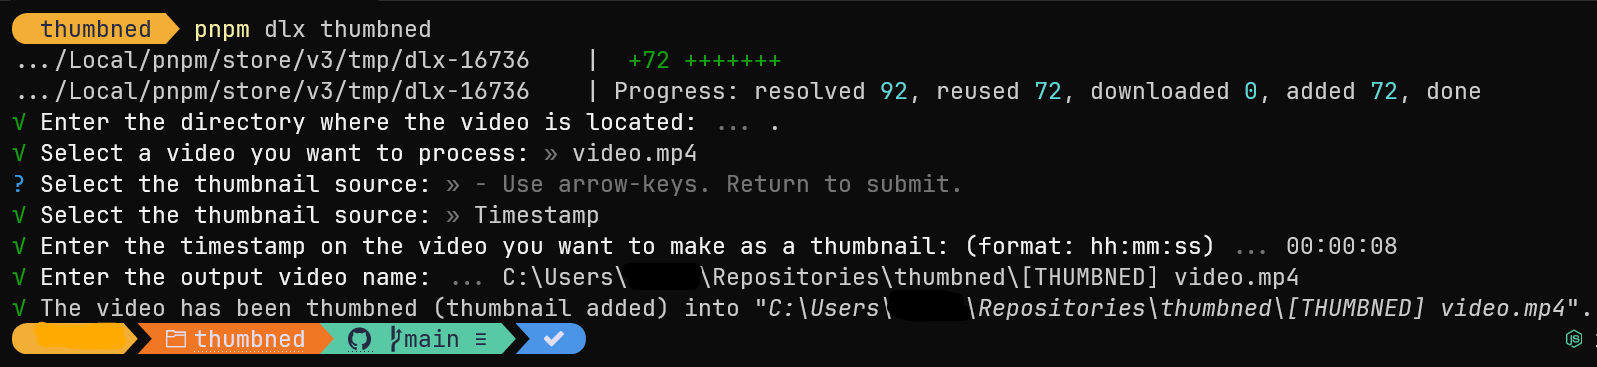 thumbned pnpm dlx thumbned
.../Local/pnpm/store/v3/tmp/dlx-16736 | +72 +++++++
.../Local/pnpm/store/v3/tmp/dlx-16736 | Progress: resolved 92, reused 72, downloaded 0, added 72, done
√ Enter the directory where the video is located: ... .
√ Select a video you want to process: » video.mp4
? Select the thumbnail source: » - Use arrow-keys. Return to submit.
√ Select the thumbnail source: » Timestamp
√ Enter the timestamp on the video you want to make as a thumbnail: (format: hh:mm:ss) ... 00:00:08
√ Enter the output video name: ... C:\Users\ \Repositories\thumbned\[THUMBNED] video.mp4
√ The video has been thumbned (thumbnail added) into "C:\Users\ \Repositories\thumbned\[THUMBNED] video.mp4".
thumbned main ≡